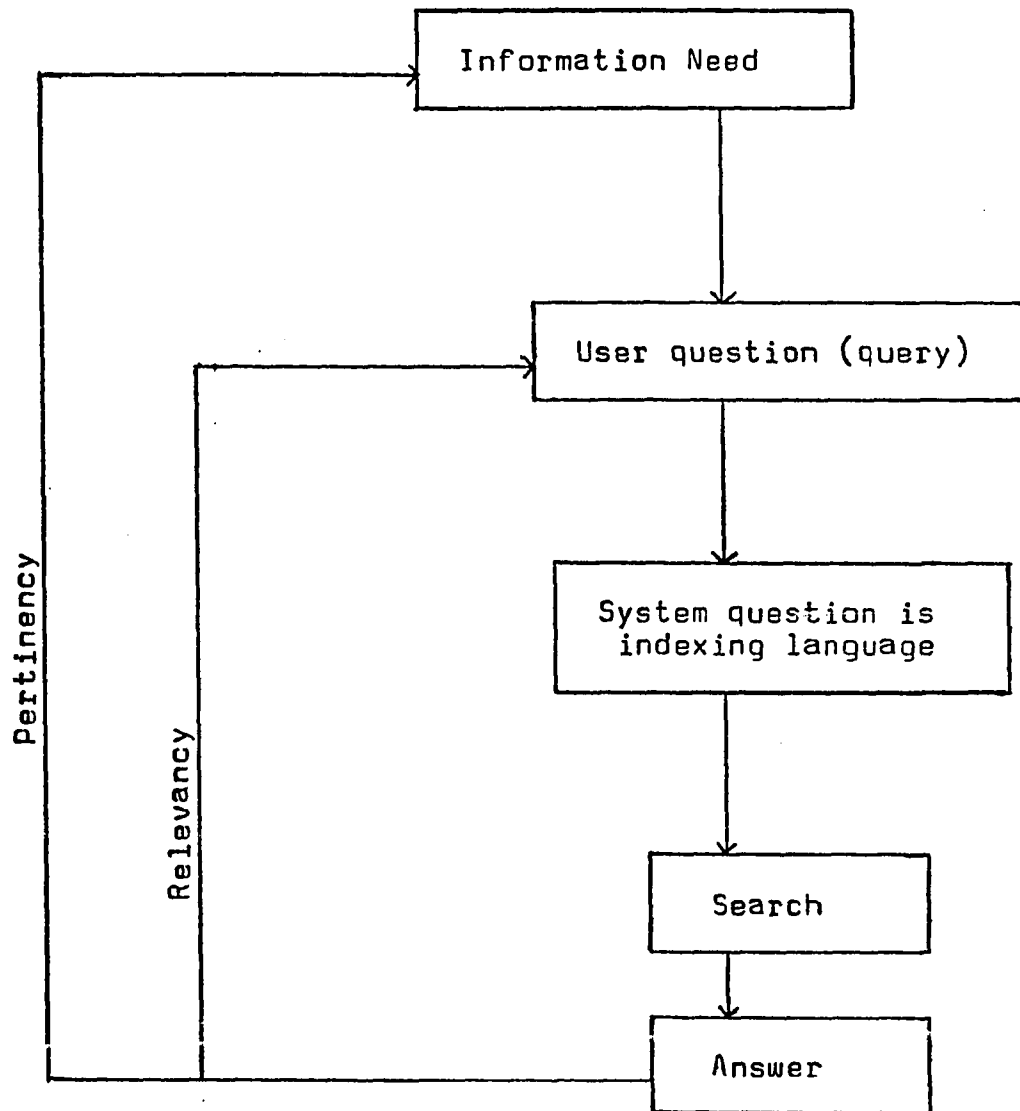 Information Need
User question (query)
System question is
indexing language
Pertinency
Relevancy
Search
Answer